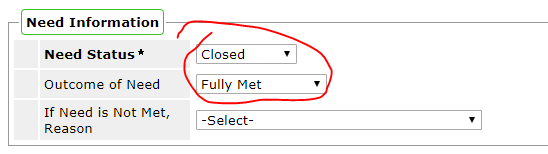 Need Information
Need Status* Closed
Outcome of Need Fully Met
If Need is Not Met,
Reason
-Select-